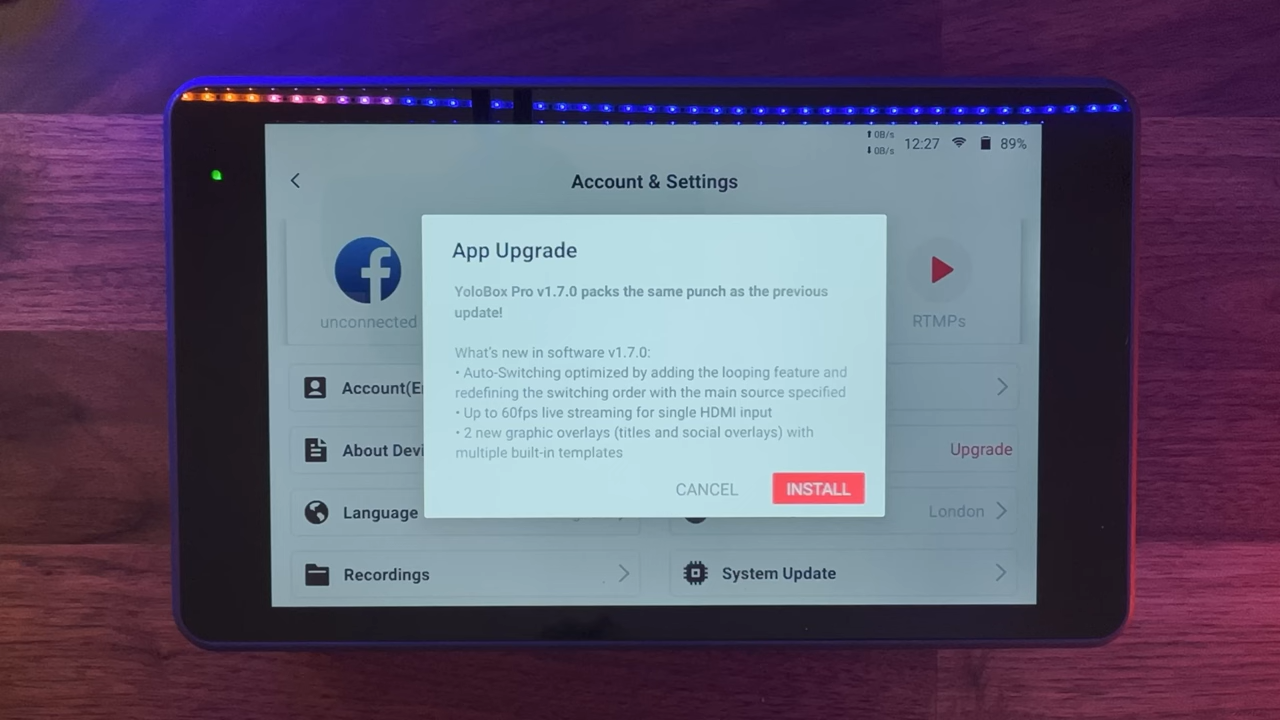 0B/s
0B/s
12:27
89%
Account & Settings
App Upgrade
YoloBox Pro v1.7.0 packs the same punch as the previous
update!
What's new in software v1.7.0:
• Auto-Switching optimized by adding the looping feature and
redefining the switching order with the main source specified
• Up to 60fps live streaming for single HDMI input
• 2 new graphic overlays (titles and social overlays) with
multiple built-in templates
CANCEL
INSTALL
unconnected
RTMPs
About
Upgrade
Language
London
Recordings
System Update